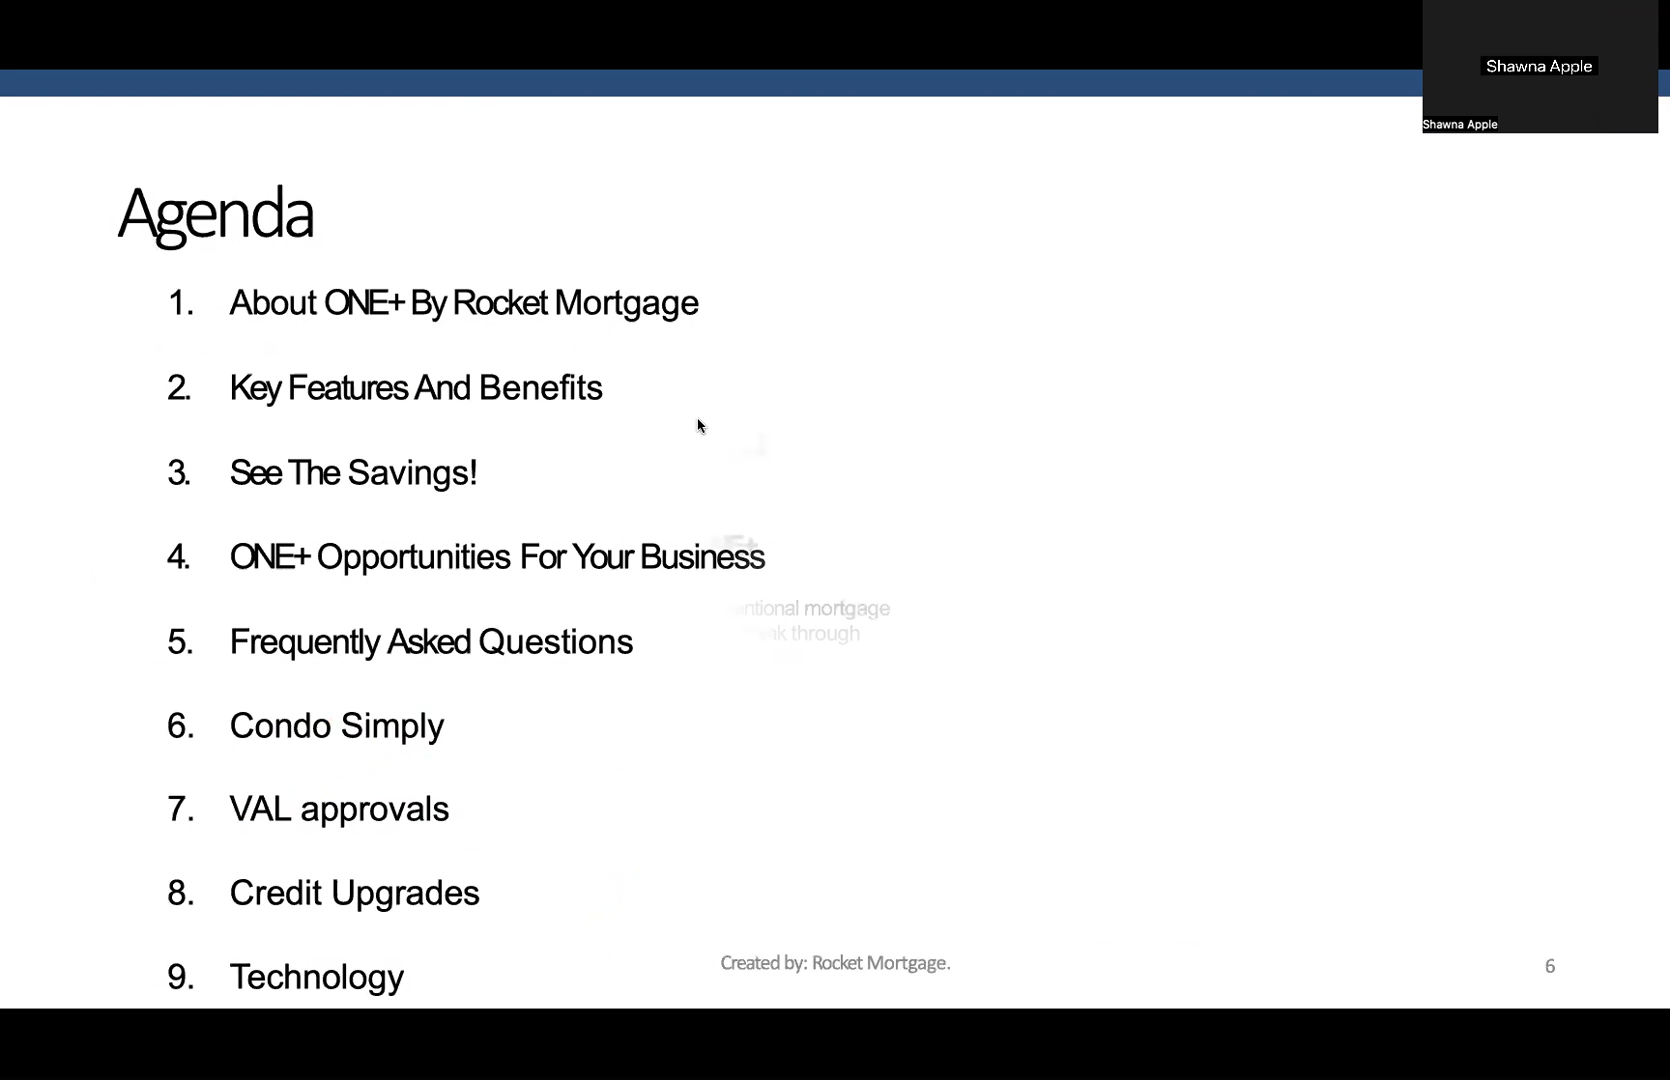 Shawna Apple
Shawna Apple
Agenda
1. About ONE+ By Rocket Mortgage
2. Key Features And Benefits
3. See The Savings!
4. ONE+ Opportunities For Your Business
mortgage
5. Frequently Asked Questions
through
6. Condo Simply
7. VAL approvals
8. Credit Upgrades
9. Technology
Created by: Rocket Mortgage.
6